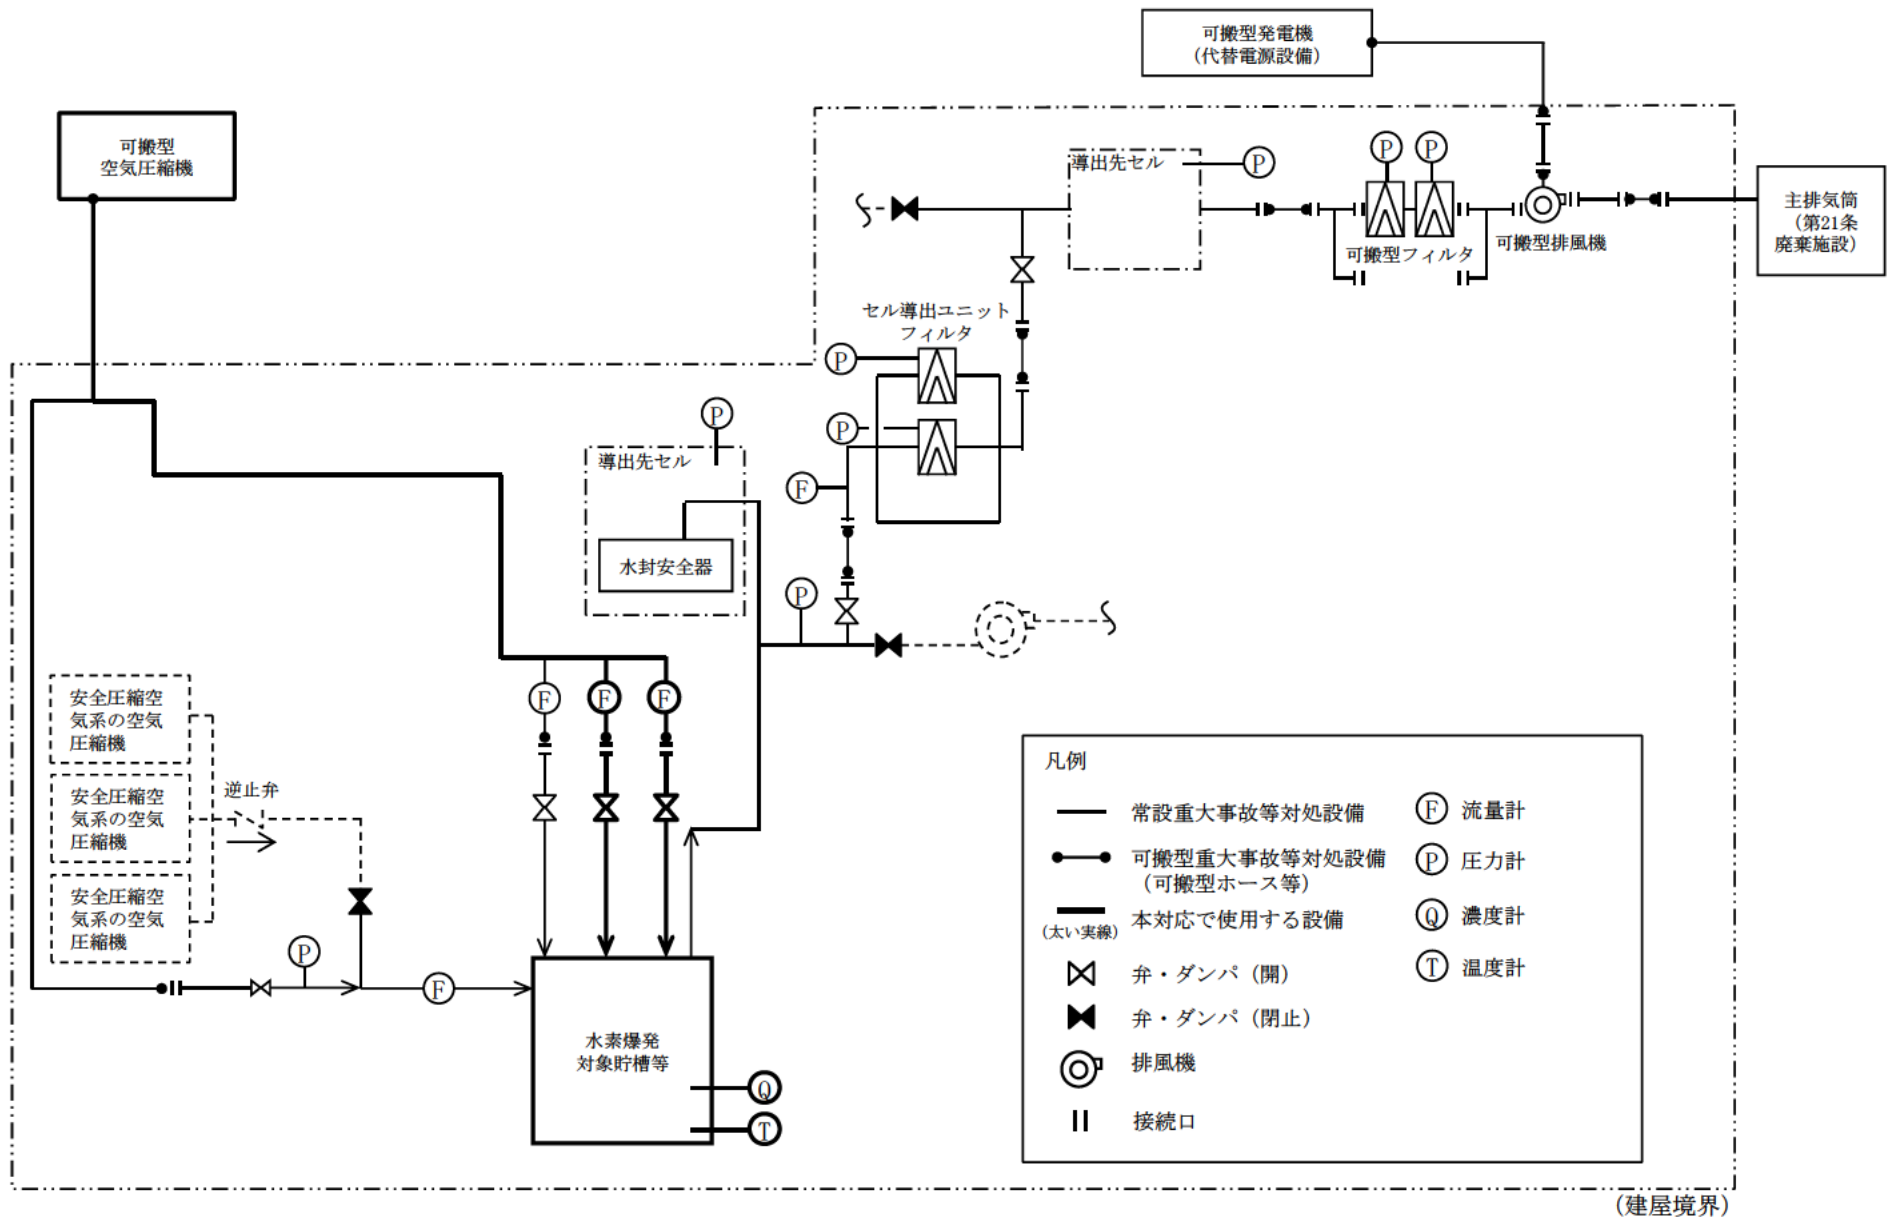 可搬型発電機
（代替電源設備）
可搬型
空気圧縮機
導出先セル
P
P
P
主排気筒
（第21条
廃棄施設）
可搬型フィルタ
可搬型排風機
セル導出ユニット
フィルタ
P
P
P
導出先セル
F
水封安全器
P
F
F
F
安全圧縮空
気系の空気
圧縮機
安全圧縮空
気系の空気
圧縮機
安全圧縮空
気系の空気
圧縮機
逆止弁
P
F
水素爆発
対象貯槽等
Q
T
凡例
常設重大事故等対処設備
可搬型重大事故等対処設備
（可搬型ホース等）
本対応で使用する設備
（太い実線）
弁・ダンパ（開）
弁・ダンパ（閉止）
排風機
接続口
F 流量計
P 圧力計
Q 濃度計
T 温度計
（建屋境界）